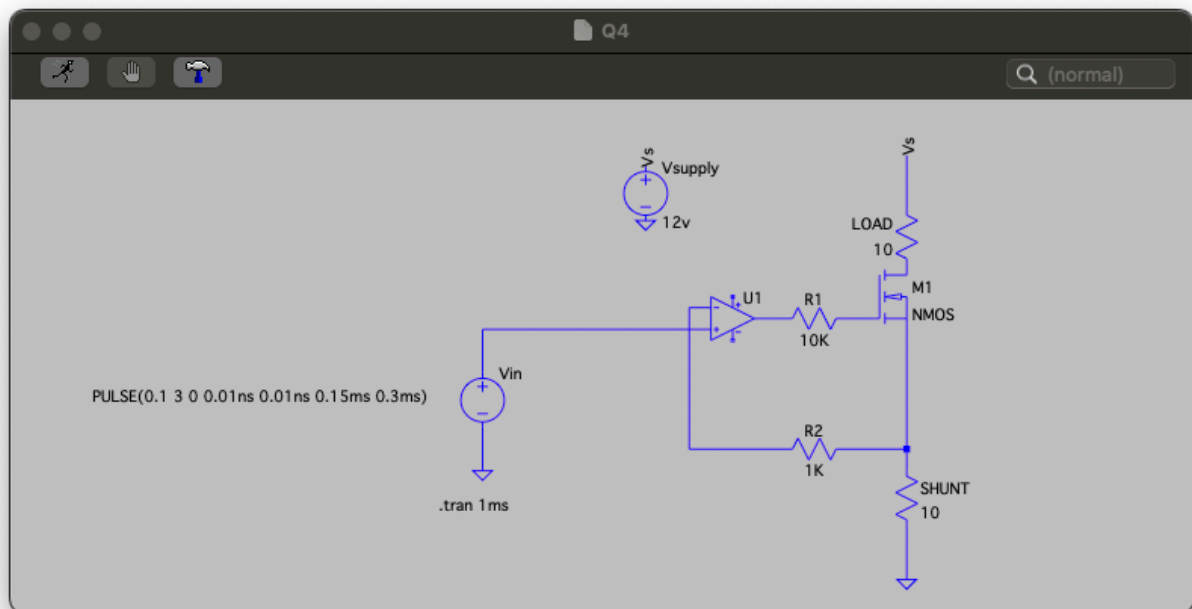 Q4
(normal)
Vs
Vsupply
12v
Vs
LOAD
10
M1
NMOS
U1
R1
10K
Vin
PULSE(0.1 3 0 0.01ns 0.01ns 0.15ms 0.3ms)
R2
1K
SHUNT
10
.tran 1ms